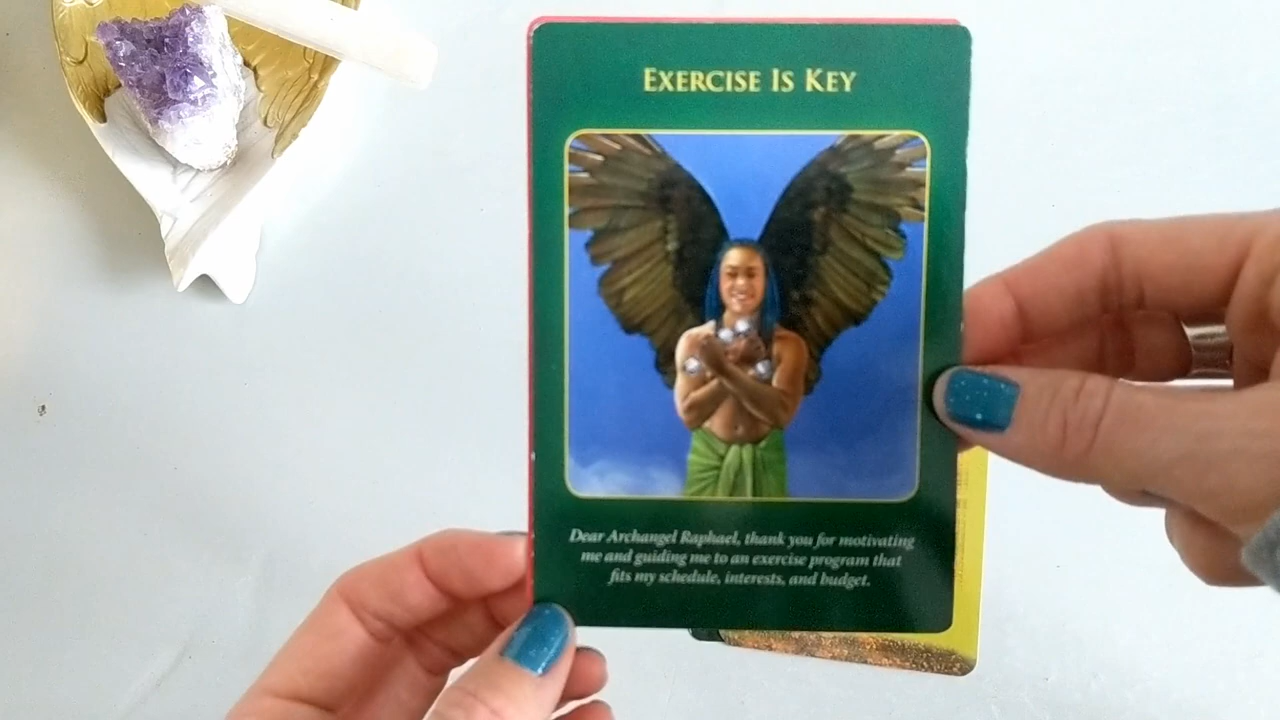 Exercise Is Key
Dear Archangel Raphael, thank you for motivating
me and guiding me to an exercise program that
fits my schedule, interests, and budget.